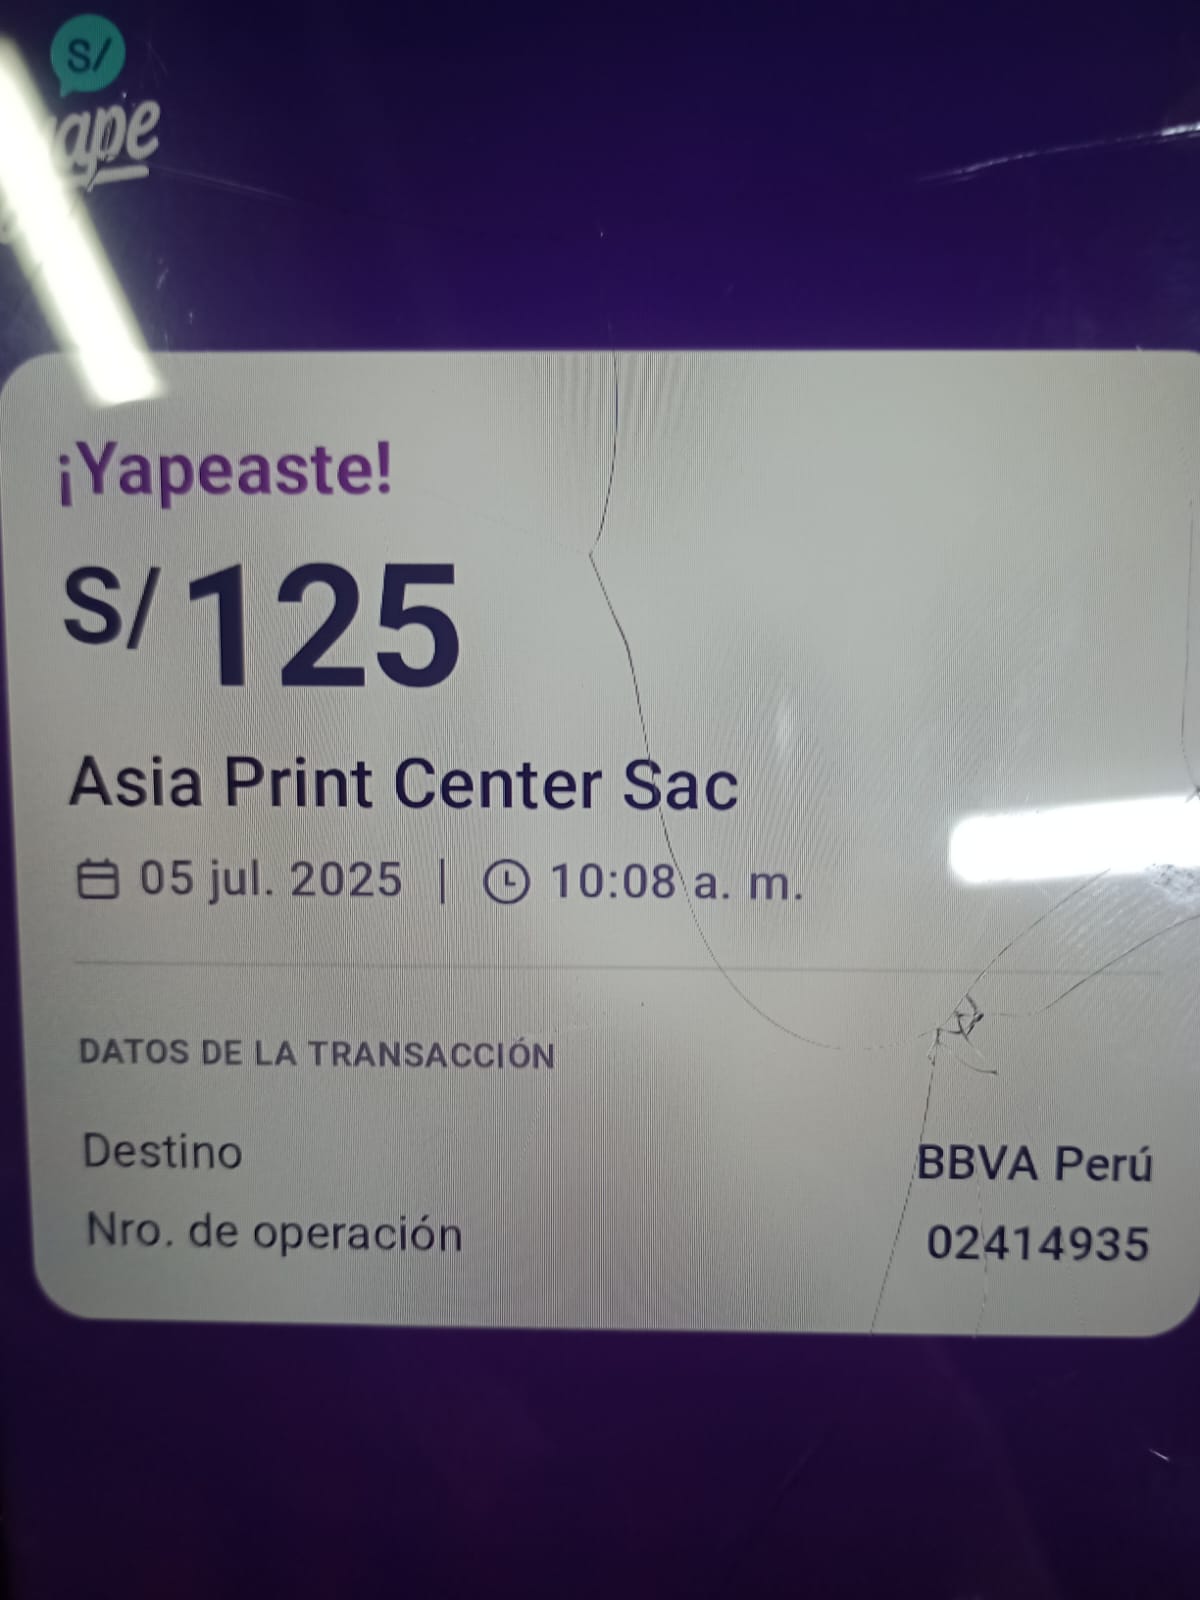 S/
yape
¡Yapeaste!
S/ 125
Asia Print Center Sac
05 jul. 2025 | 10:08 a. m.
DATOS DE LA TRANSACCIÓN
Destino BBVA Perú
Nro. de operación 02414935